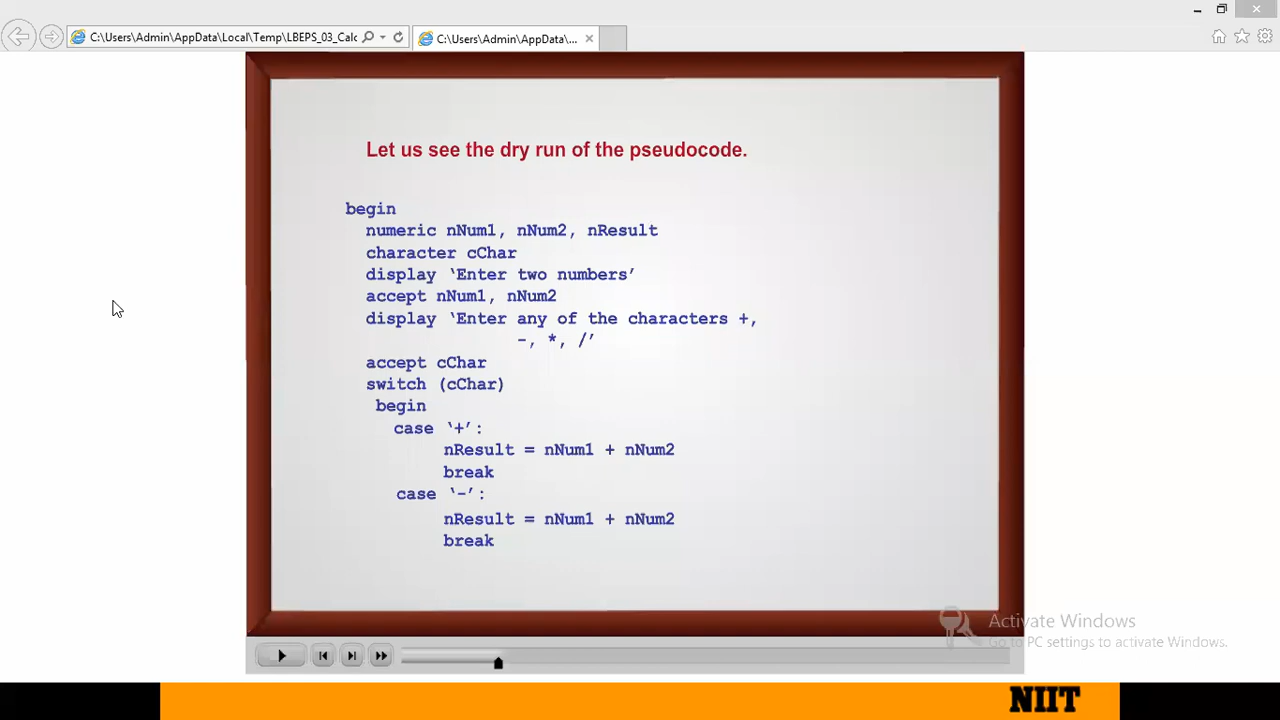 C:\Users\Admin\AppData\Local\Temp\LBEPS_03_Calc
C:\Users\Admin\AppData\...
Let us see the dry run of the pseudocode.
begin
numeric nNum1, nNum2, nResult
character cChar
display ‘Enter two numbers’
accept nNum1, nNum2
display ‘Enter any of the characters +,
-, *, /’
accept cChar
switch (cChar)
begin
case ‘+’:
nResult = nNum1 + nNum2
break
case ‘-’:
nResult = nNum1 + nNum2
break
Activate Windows
Go to PC settings to activate Windows.
NIIT